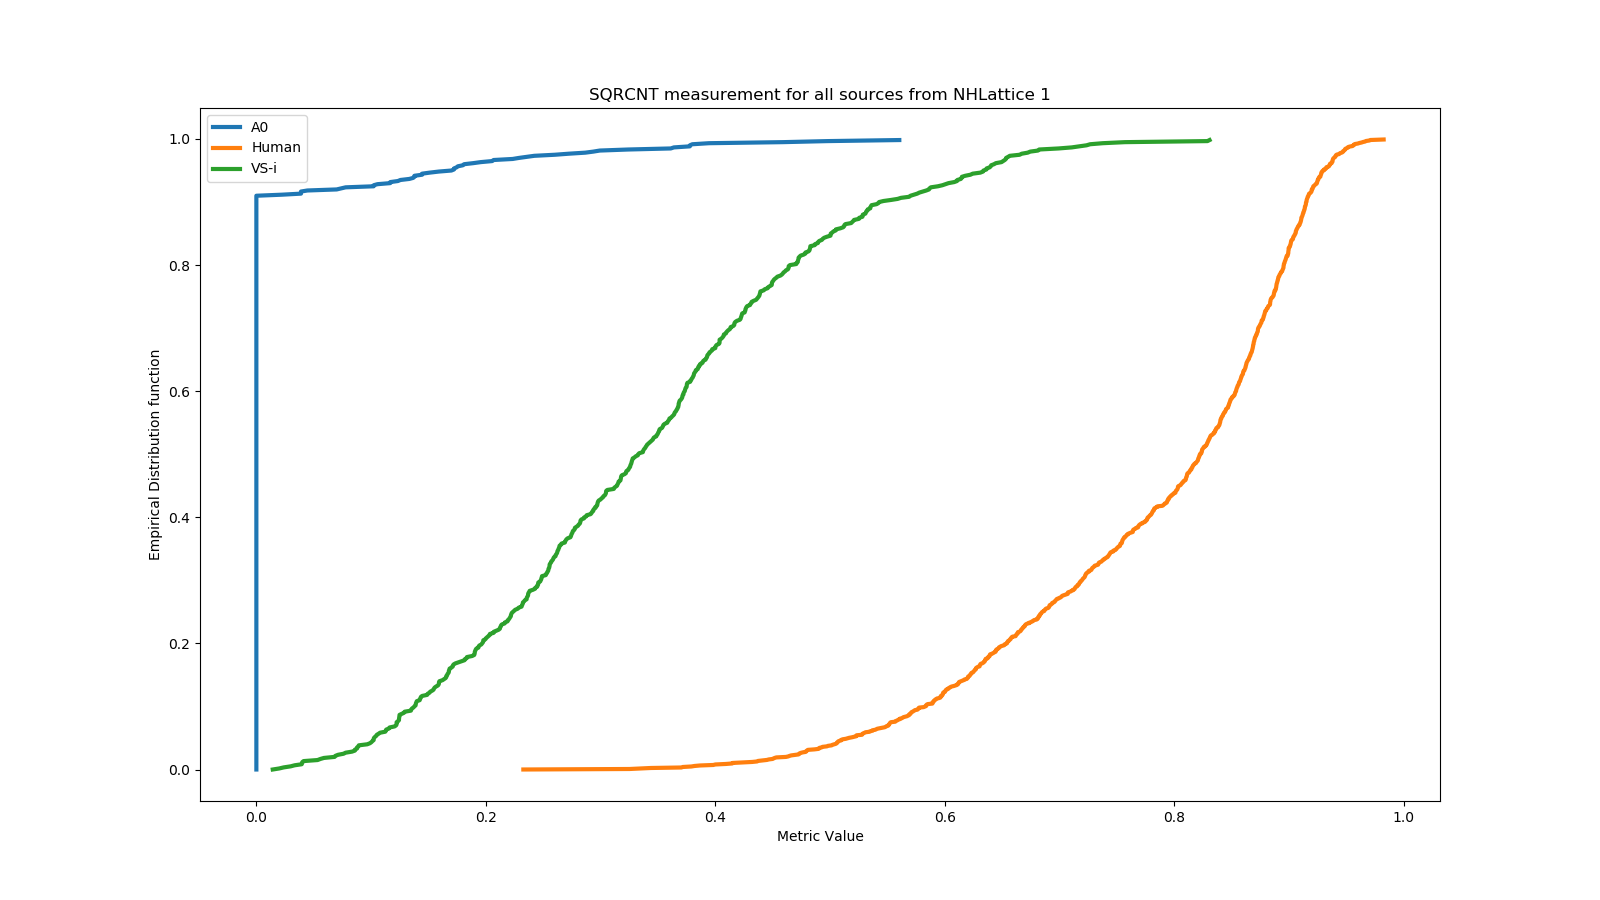 SQRCNT measurement for all sources from NHLattice 1
A0
Human
VS-i
1.0
0.8
0.6
0.4
0.2
0.0
Empirical Distribution function
0.0 0.2 0.4 0.6 0.8 1.0
Metric Value